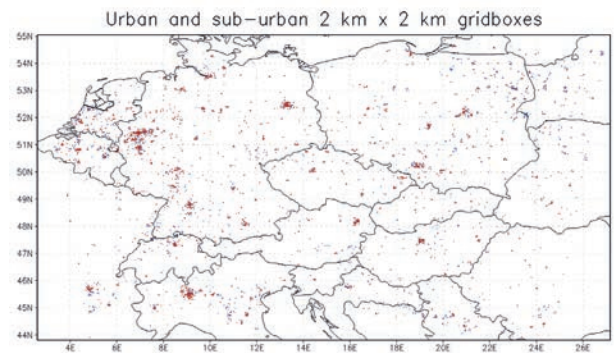 Urban and sub-urban 2 km x 2 km gridboxes
55N
54N
53N
52N
51N
50N
49N
48N
47N
46N
45N
44N
4E 6E 8E 10E 12E 14E 16E 18E 20E 22E 24E 26E